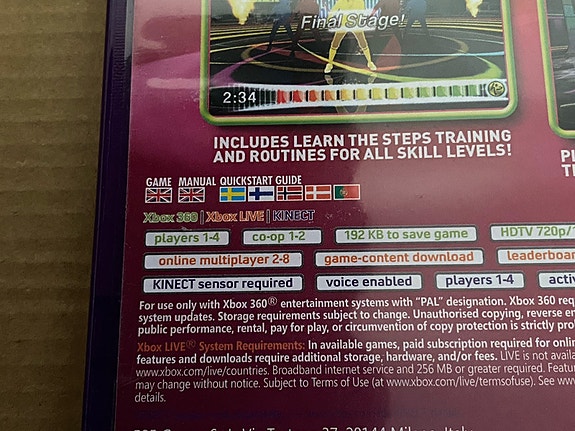 Final Stage!
2:34
INCLUDES LEARN THE STEPS TRAINING
AND ROUTINES FOR ALL SKILL LEVELS!
GAME MANUAL QUICKSTART GUIDE
Xbox 360 | Xbox LIVE | KINECT
players 1-4 co-op 1-2 192 KB to save game HDTV 720p/
online multiplayer 2-8 game-content download leaderboar
KINECT sensor required voice enabled players 1-4 activ
For use only with Xbox 360® entertainment systems with "PAL" designation. Xbox 360 requ
system updates. Storage requirements subject to change. Unauthorised copying, reverse en
public performance, rental, pay for play, or circumvention of copy protection is strictly pro
Xbox LIVE® System Requirements: In available games, paid subscription required for onlin
features and downloads require additional storage, hardware, and/or fees. LIVE is not availa
www.xbox.com/live/countries. Broadband internet service and 256 MB or greater required. Feature
may change without notice. Subject to Terms of Use (at www.xbox.com/live/termsofuse). See ww
details.